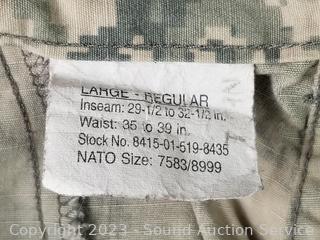 LARGE - REGULAR
Inseam: 29-1/2 to 32-1/2 in.
Waist: 35 to 39 in.
Stock No. 8415-01-519-8435
NATO Size: 7583/8999
Copyright 2023 - Sound Auction Service